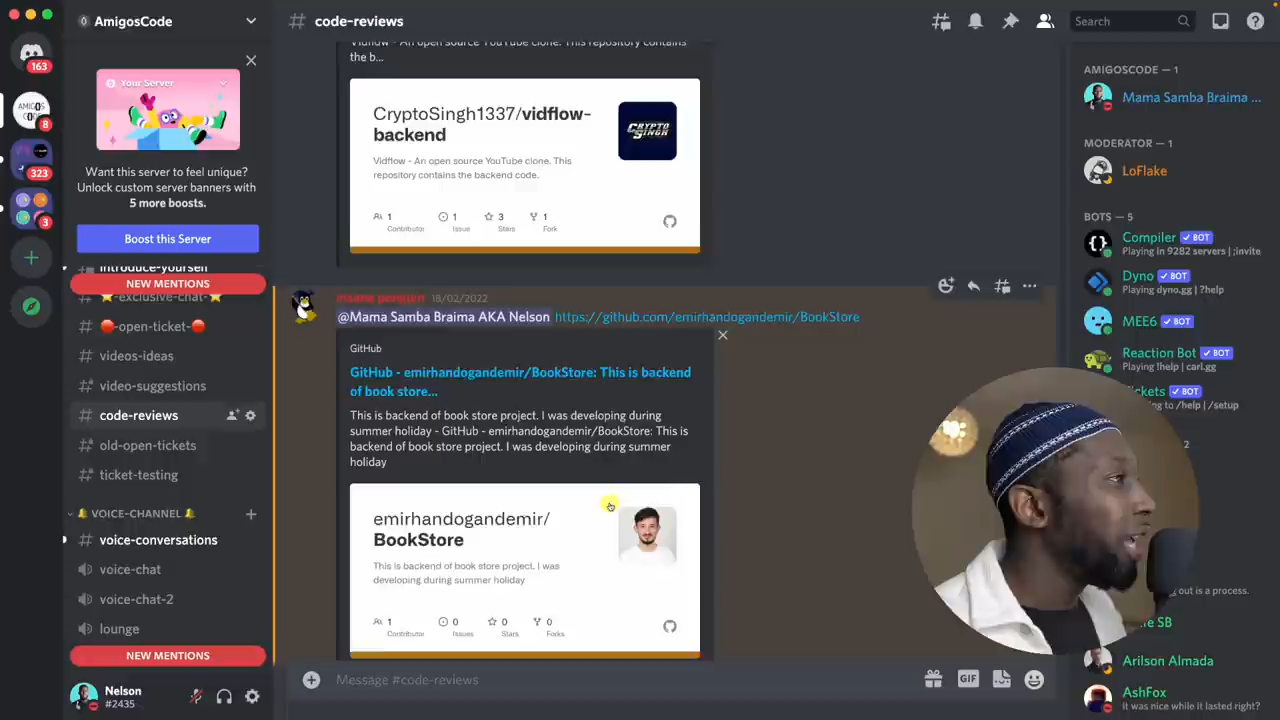 AmigosCode
# code-reviews
Search
163
8
323
3
Your Server
Want this server to feel unique?
Unlock custom server banners with
5 more boosts.
Boost this Server
introduce-yourself
NEW MENTIONS
-exclusive-chat-
-open-ticket-
videos-ideas
video-suggestions
code-reviews
old-open-tickets
ticket-testing
VOICE-CHANNEL
voice-conversations
voice-chat
voice-chat-2
lounge
NEW MENTIONS
Nelson
#2435
Vidflow - An open source YouTube clone. This repository contains
the b...
CryptoSingh1337/vidflow-
backend
CRYPTO
SINGH
Vidflow - An open source YouTube clone. This
repository contains the backend code.
1 1 3 1
Contributor Issue Stars Fork
insane penguin 18/02/2022
@Mama Samba Braima AKA Nelson https://github.com/emirhandogandemir/BookStore
GitHub
GitHub - emirhandogandemir/BookStore: This is backend
of book store...
This is backend of book store project. I was developing during
summer holiday - GitHub - emirhandogandemir/BookStore: This is
backend of book store project. I was developing during summer
holiday
emirhandogandemir/
BookStore
This is backend of book store project. I was
developing during summer holiday
1 0 0 0
Contributor Issues Stars Forks
Message #code-reviews
GIF
AMIGOSCODE — 1
Mama Samba Braima ...
MODERATOR — 1
LoFlake
BOTS — 5
Compiler ✓ BOT
Playing in 9282 servers | ;invite
Dyno ✓ BOT
Playing dyno.gg | ?help
MEE6 ✓ BOT
Reaction Bot ✓ BOT
Playing !help | carl.gg
ickets ✓ BOT
to /help | /setup
2
out is a process.
SB
Arilson Almada
AshFox
It was nice while it lasted right?